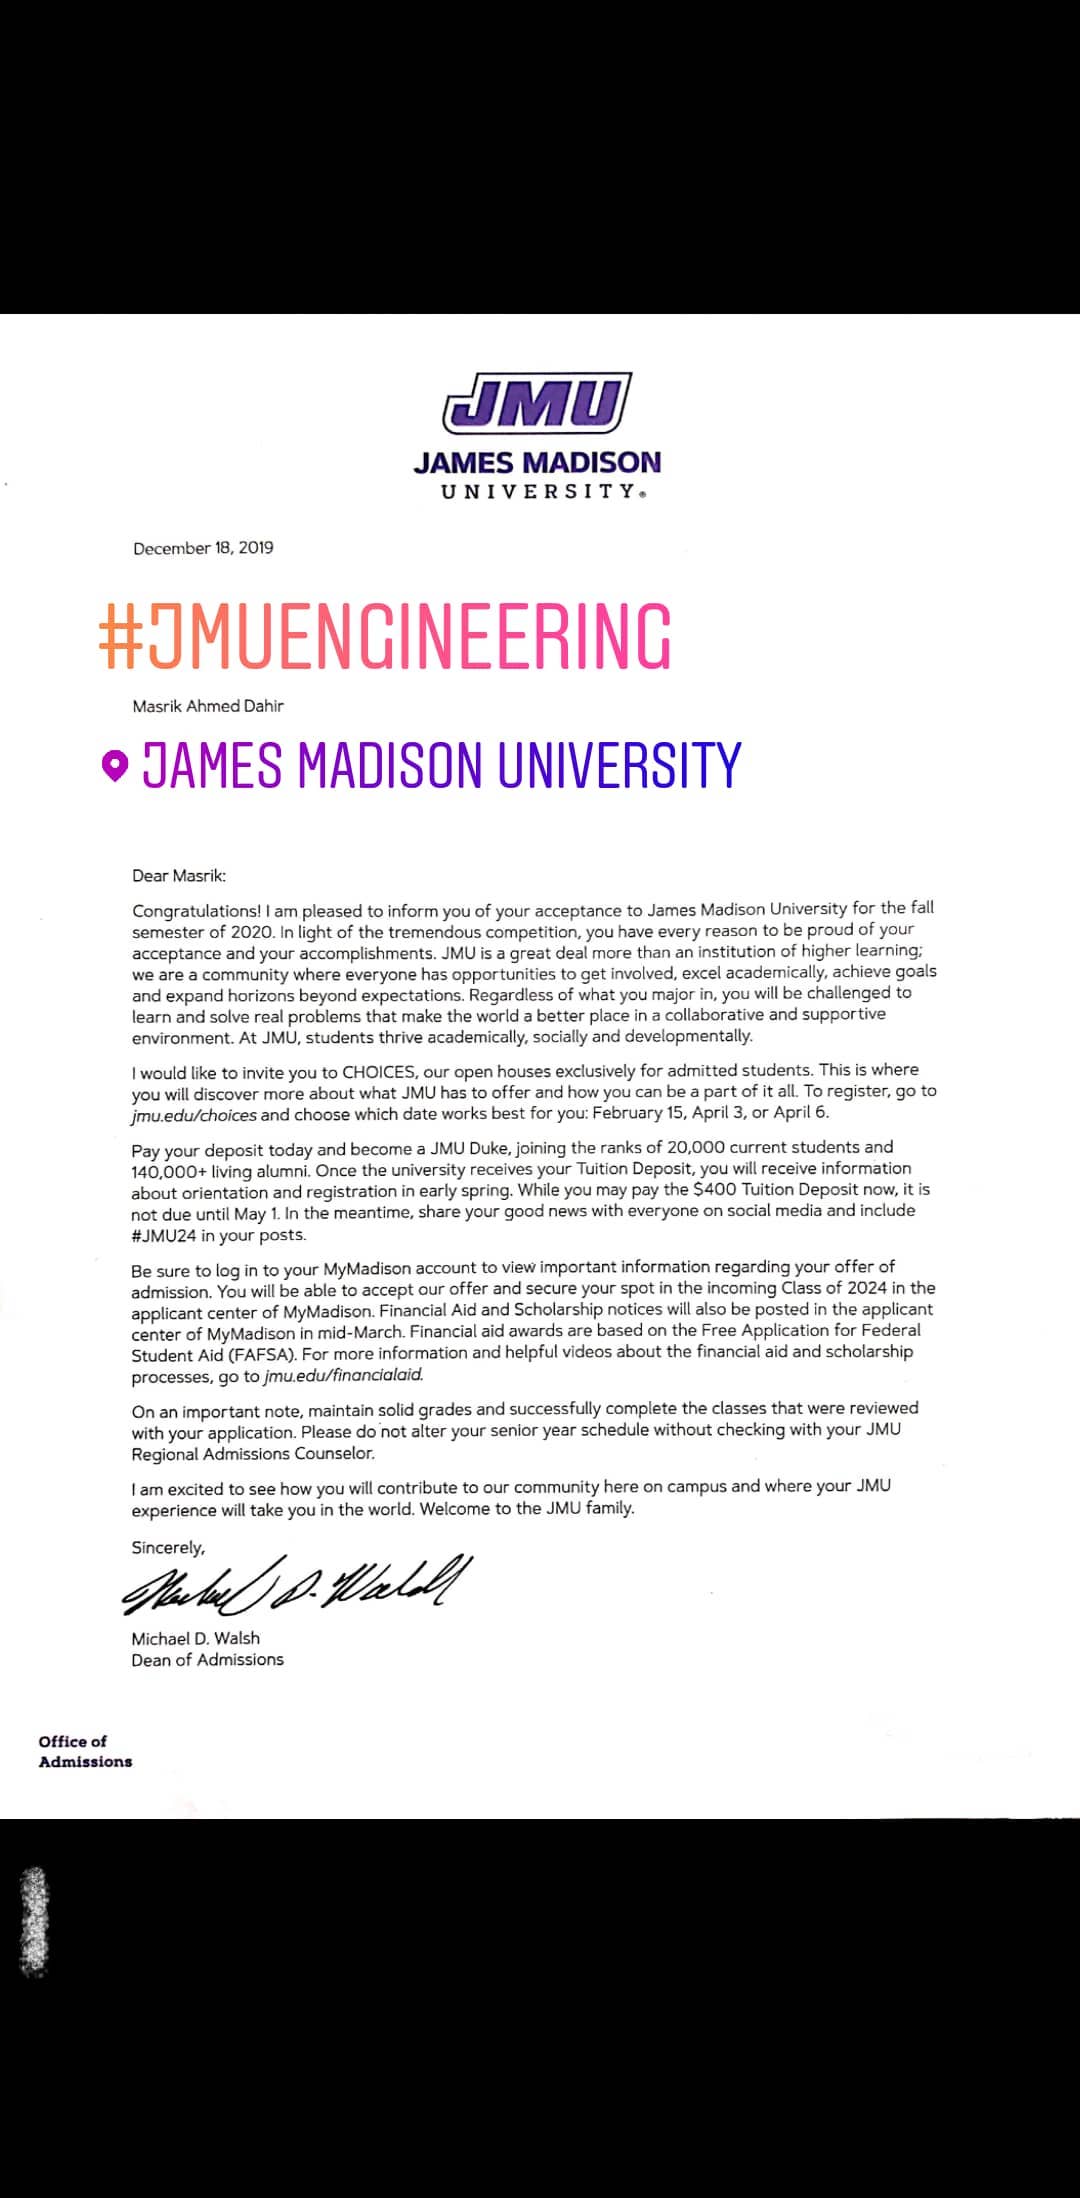 JMU
JAMES MADISON
UNIVERSITY®
December 18, 2019
#JMUENGINEERING
Masrik Ahmed Dahir
JAMES MADISON UNIVERSITY
Dear Masrik:
Congratulations! I am pleased to inform you of your acceptance to James Madison University for the fall
semester of 2020. In light of the tremendous competition, you have every reason to be proud of your
acceptance and your accomplishments. JMU is a great deal more than an institution of higher learning;
we are a community where everyone has opportunities to get involved, excel academically, achieve goals
and expand horizons beyond expectations. Regardless of what you major in, you will be challenged to
learn and solve real problems that make the world a better place in a collaborative and supportive
environment. At JMU, students thrive academically, socially and developmentally.
I would like to invite you to CHOICES, our open houses exclusively for admitted students. This is where
you will discover more about what JMU has to offer and how you can be a part of it all. To register, go to
jmu.edu/choices and choose which date works best for you: February 15, April 3, or April 6.
Pay your deposit today and become a JMU Duke, joining the ranks of 20,000 current students and
140,000+ living alumni. Once the university receives your Tuition Deposit, you will receive information
about orientation and registration in early spring. While you may pay the $400 Tuition Deposit now, it is
not due until May 1. In the meantime, share your good news with everyone on social media and include
#JMU24 in your posts.
Be sure to log in to your MyMadison account to view important information regarding your offer of
admission. You will be able to accept our offer and secure your spot in the incoming Class of 2024 in the
applicant center of MyMadison. Financial Aid and Scholarship notices will also be posted in the applicant
center of MyMadison in mid-March. Financial aid awards are based on the Free Application for Federal
Student Aid (FAFSA). For more information and helpful videos about the financial aid and scholarship
processes, go to jmu.edu/financialaid.
On an important note, maintain solid grades and successfully complete the classes that were reviewed
with your application. Please do not alter your senior year schedule without checking with your JMU
Regional Admissions Counselor.
I am excited to see how you will contribute to our community here on campus and where your JMU
experience will take you in the world. Welcome to the JMU family.
Sincerely,
Michael D. Walsh
Michael D. Walsh
Dean of Admissions
Office of
Admissions